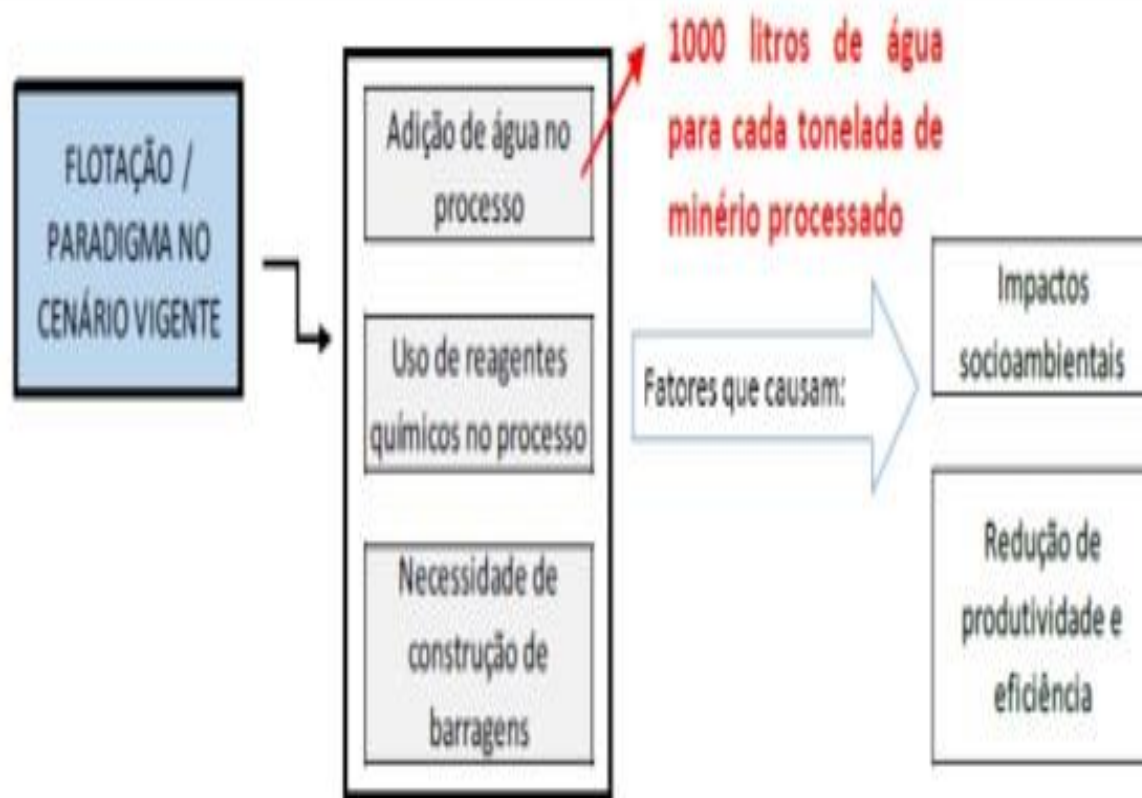 FLOTAÇÃO /
PARADIGMA NO
CENÁRIO VIGENTE
Adição de água no
processo
Uso de reagentes
químicos no processo
Necessidade de
construção de
barragens
1000 litros de água
para cada tonelada de
minério processado
Fatores que causam:
Impactos
socioambientais
Redução de
produtividade e
eficiência